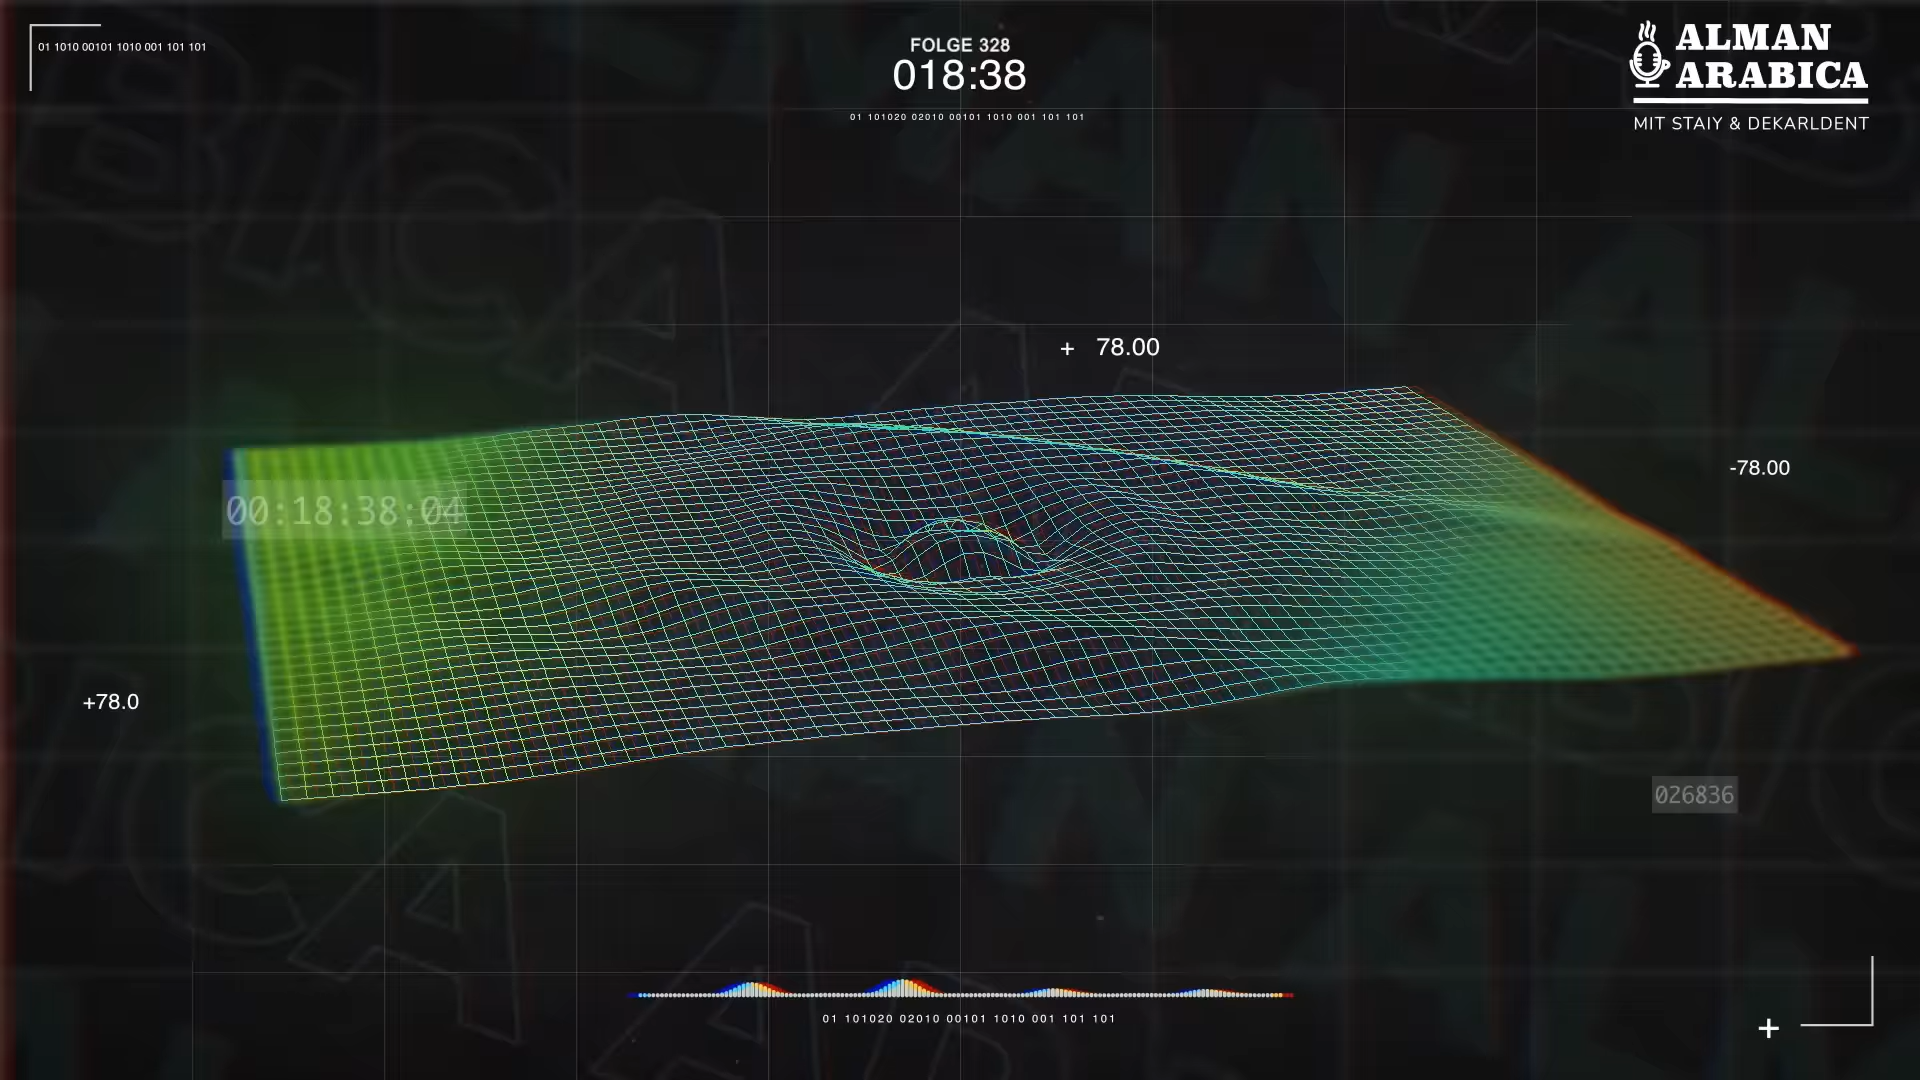 01 1010 00101 1010 001 101 101
FOLGE 328
018:38
01 101020 02010 00101 1010 001 101 101
ALMAN
ARABICA
MIT STAIY & DEKARLDENT
+ 78.00
-78.00
00:18:38:04
+78.0
026836
01 101020 02010 00101 1010 001 101 101
+